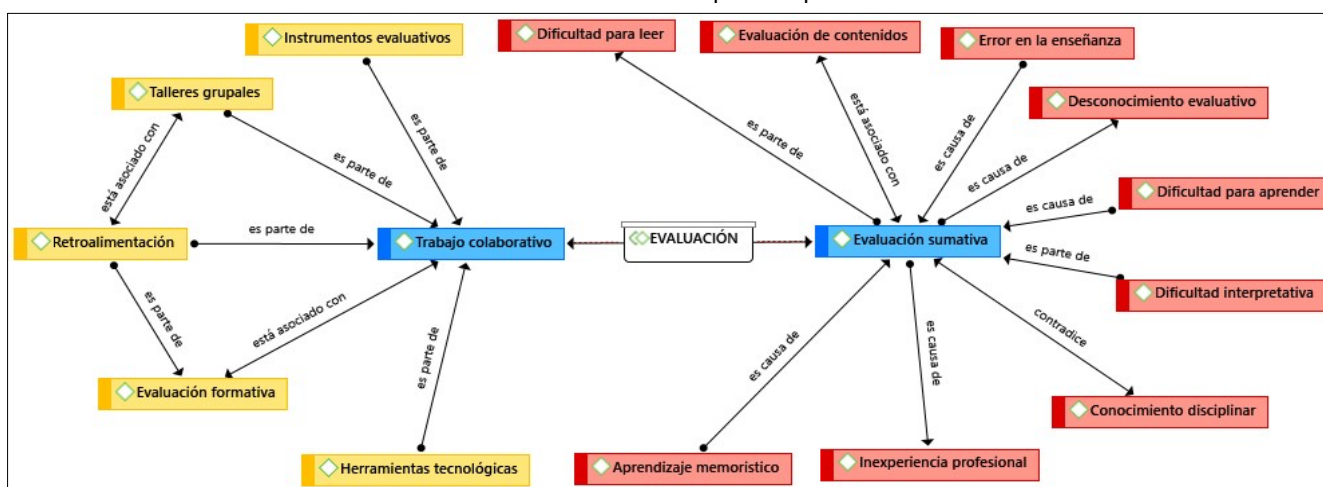 Instrumentos evaluativos
Dificultad para leer
Evaluación de contenidos
Error en la enseñanza
Talleres grupales
Desconocimiento evaluativo
está asociado con
es parte de
es parte de
es parte de
está asociado con
es causa de
es causa de
Dificultad para aprender
es causa de
Retroalimentación
es parte de
Trabajo colaborativo
EVALUACIÓN
Evaluación sumativa
es parte de
Dificultad interpretativa
es parte de
está asociado con
es parte de
es causa de
es causa de
contradice
Evaluación formativa
Conocimiento disciplinar
Herramientas tecnológicas
Aprendizaje memoristico
Inexperiencia profesional